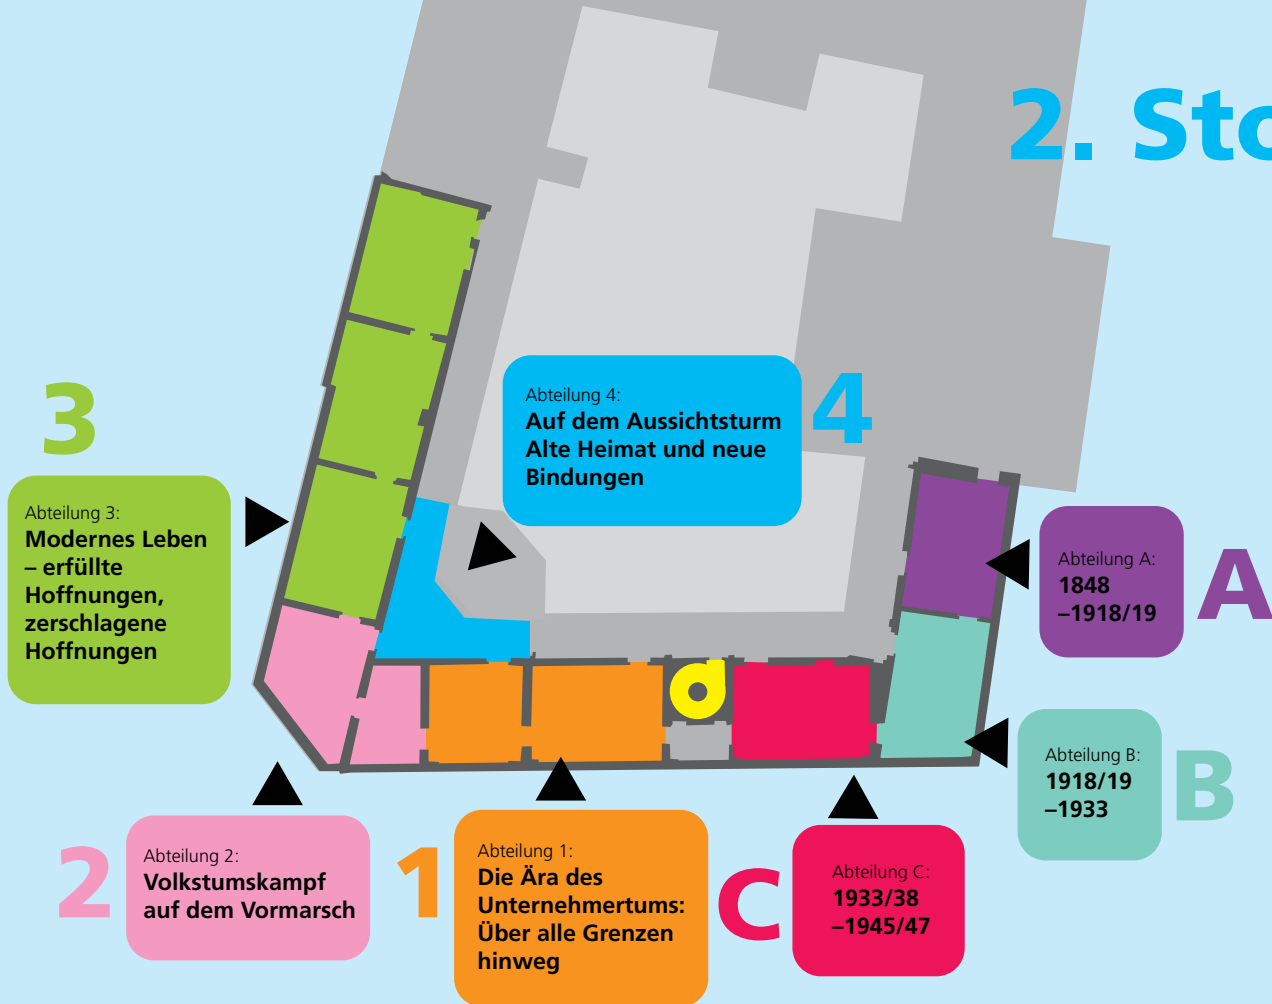 2. Sto
3
Abteilung 3:
Modernes Leben
– erfüllte
Hoffnungen,
zerschlagene
Hoffnungen
Abteilung 4:
Auf dem Aussichtsturm
Alte Heimat und neue
Bindungen
4
Abteilung A:
1848
–1918/19
A
Abteilung B:
1918/19
–1933
B
2
Abteilung 2:
Volkstumskampf
auf dem Vormarsch
1
Abteilung 1:
Die Ära des
Unternehmertums:
Über alle Grenzen
hinweg
C
Abteilung C:
1933/38
–1945/47